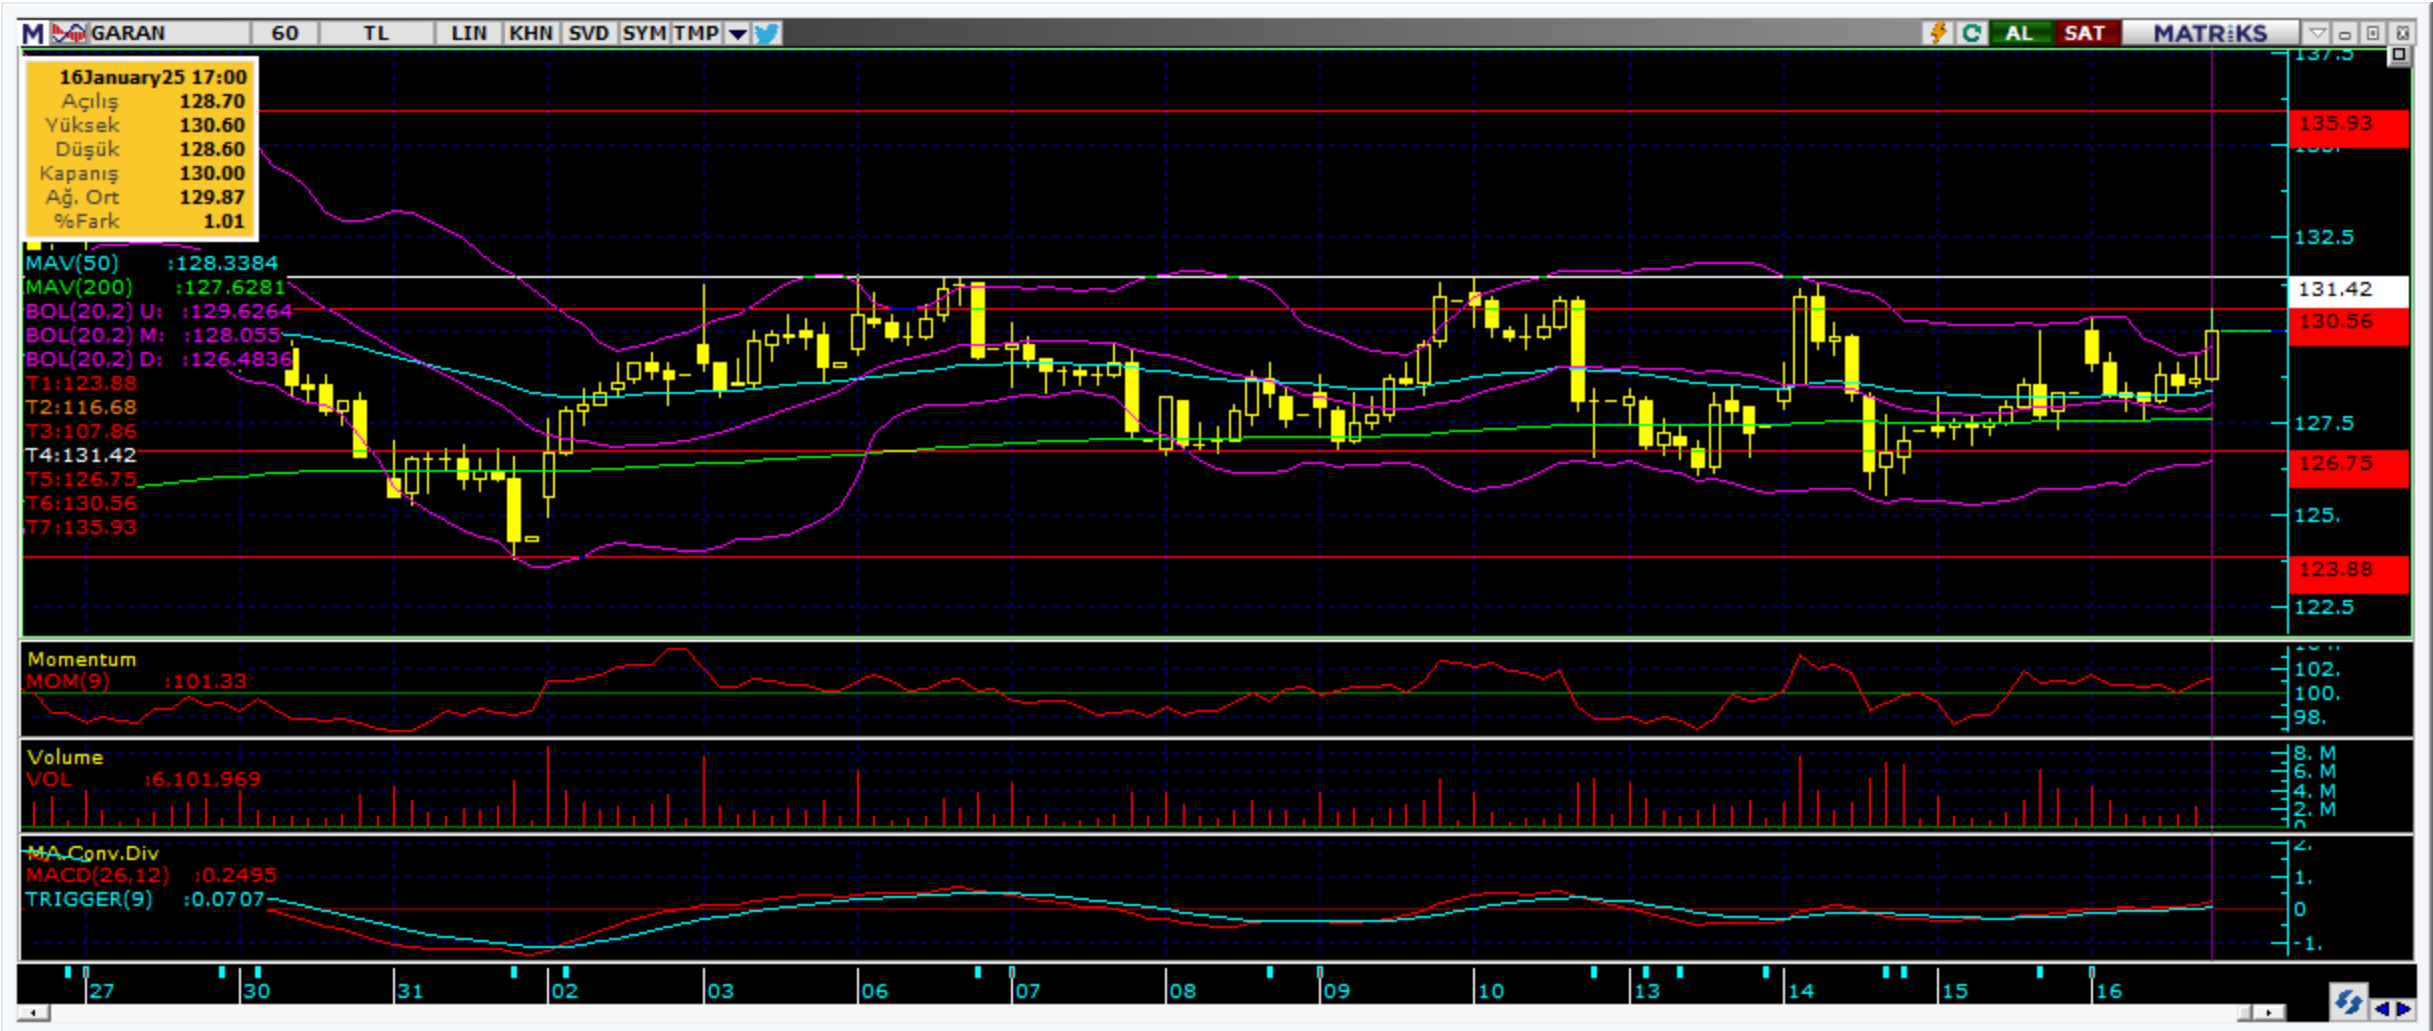 M GARAN 60 TL LIN KHN SVD SYM TMP AL SAT MATRiKS
16January25 17:00
Açılış 128.70
Yüksek 130.60
Düşük 128.60
Kapanış 130.00
Ağ. Ort 129.87
%Fark 1.01
MAV(50) :128.3384
MAV(200) :127.6281
BOL(20,2) U: :129.6264
BOL(20,2) M: :128.055
BOL(20,2) D: :126.4836
T1:123.88
T2:116.68
T3:107.86
T4:131.42
T5:126.75
T6:130.56
T7:135.93
137.5
135.93
132.5
131.42
130.56
127.5
126.75
125.
123.88
122.5
Momentum
MOM(9) :101.33
102.
100.
98.
Volume
VOL :6,101,969
8. M
6. M
4. M
2. M
0
MA.Conv.Div
MACD(26,12) :0.2495
TRIGGER(9) :0.0707
2.
1.
0
-1.
27 30 31 02 03 06 07 08 09 10 13 14 15 16